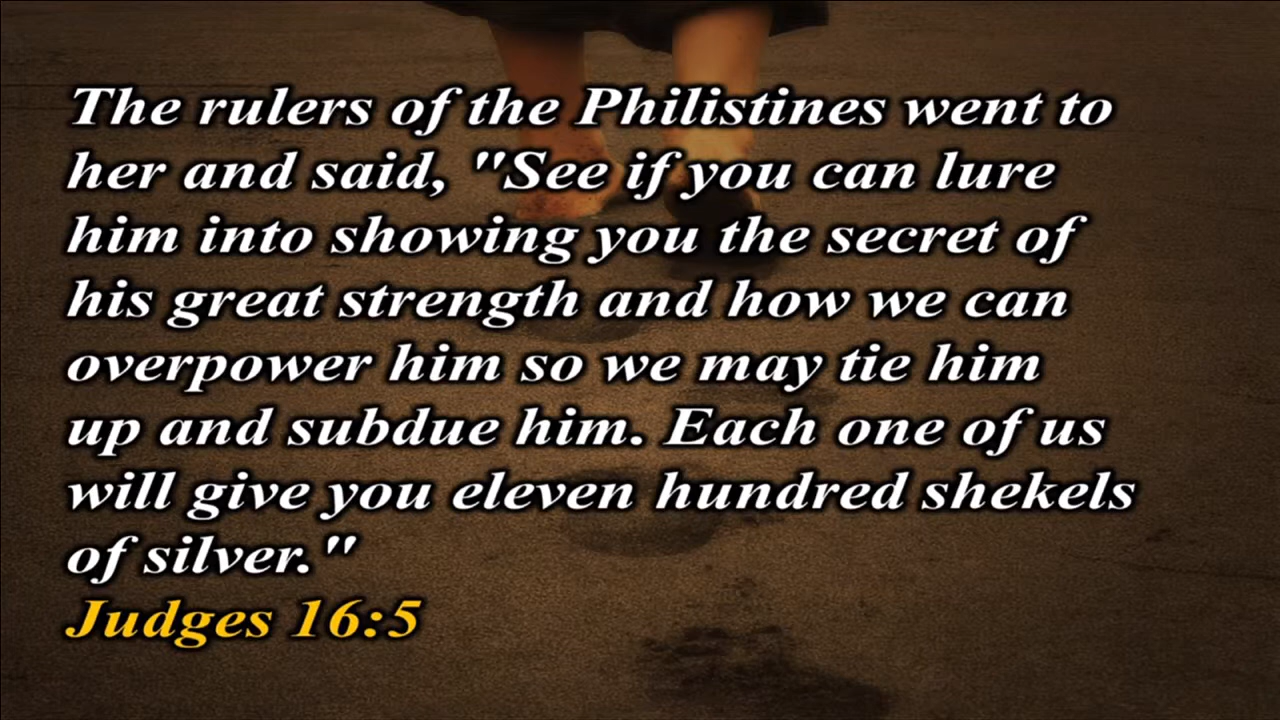 The rulers of the Philistines went to
her and said, "See if you can lure
him into showing you the secret of
his great strength and how we can
overpower him so we may tie him
up and subdue him. Each one of us
will give you eleven hundred shekels
of silver."
Judges 16:5